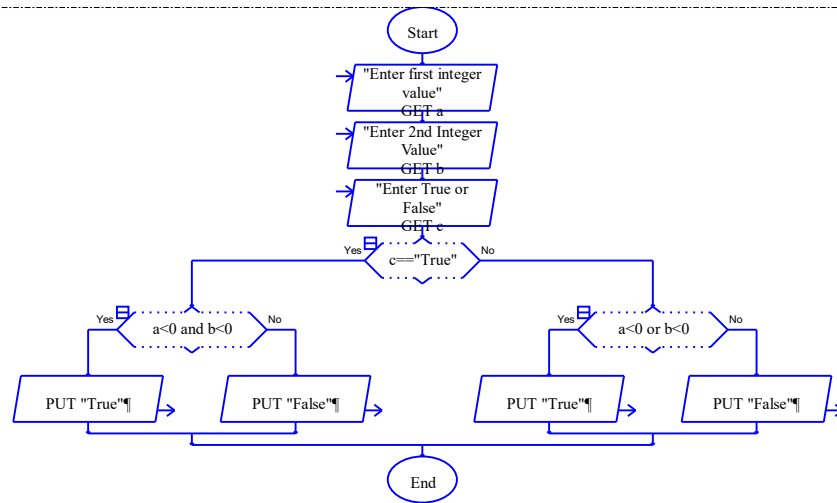 Start
"Enter first integer
value"
GET a
"Enter 2nd Integer
Value"
GET b
"Enter True or
False"
GET c
Yes
No
c=="True"
Yes
No
a<0 and b<0
Yes
No
a<0 or b<0
PUT "True"¶
PUT "False"¶
PUT "True"¶
PUT "False"¶
End